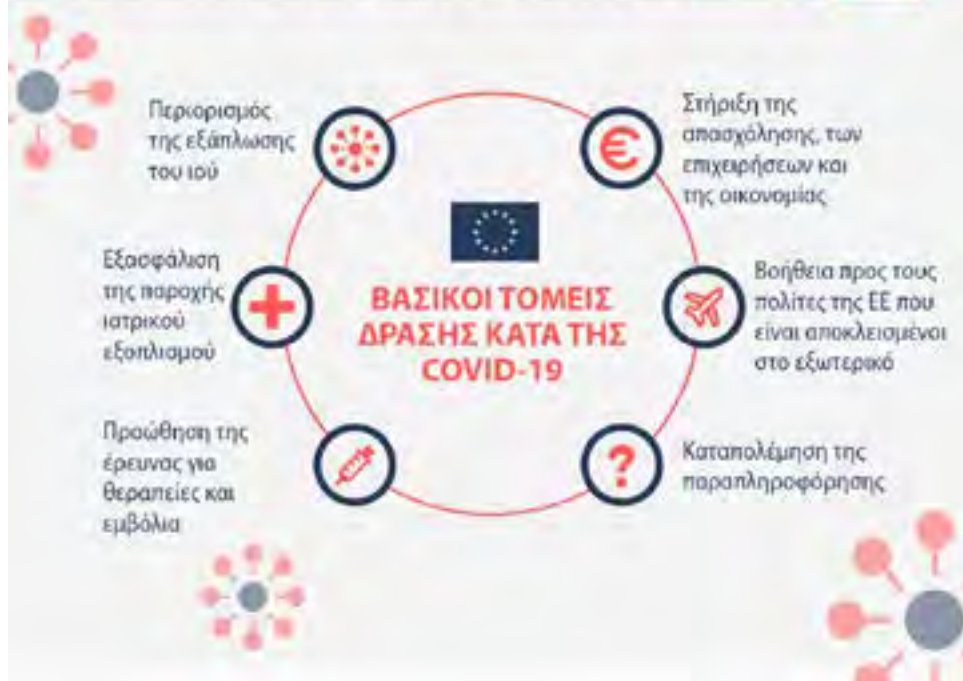 Περιορισμός
της εξάπλωσης
του ιού
Εξασφάλιση
της παροχής
ιατρικού
εξοπλισμού
Προώθηση της
έρευνας για
θεραπείες και
εμβόλια
ΒΑΣΙΚΟΙ ΤΟΜΕΙΣ
ΔΡΑΣΗΣ ΚΑΤΑ ΤΗΣ
COVID-19
Στήριξη της
απασχόλησης, των
επιχειρήσεων και
της οικονομίας
Βοήθεια προς τους
πολίτες της ΕΕ που
είναι αποκλεισμένοι
στο εξωτερικό
Καταπολέμηση της
παραπληροφόρησης